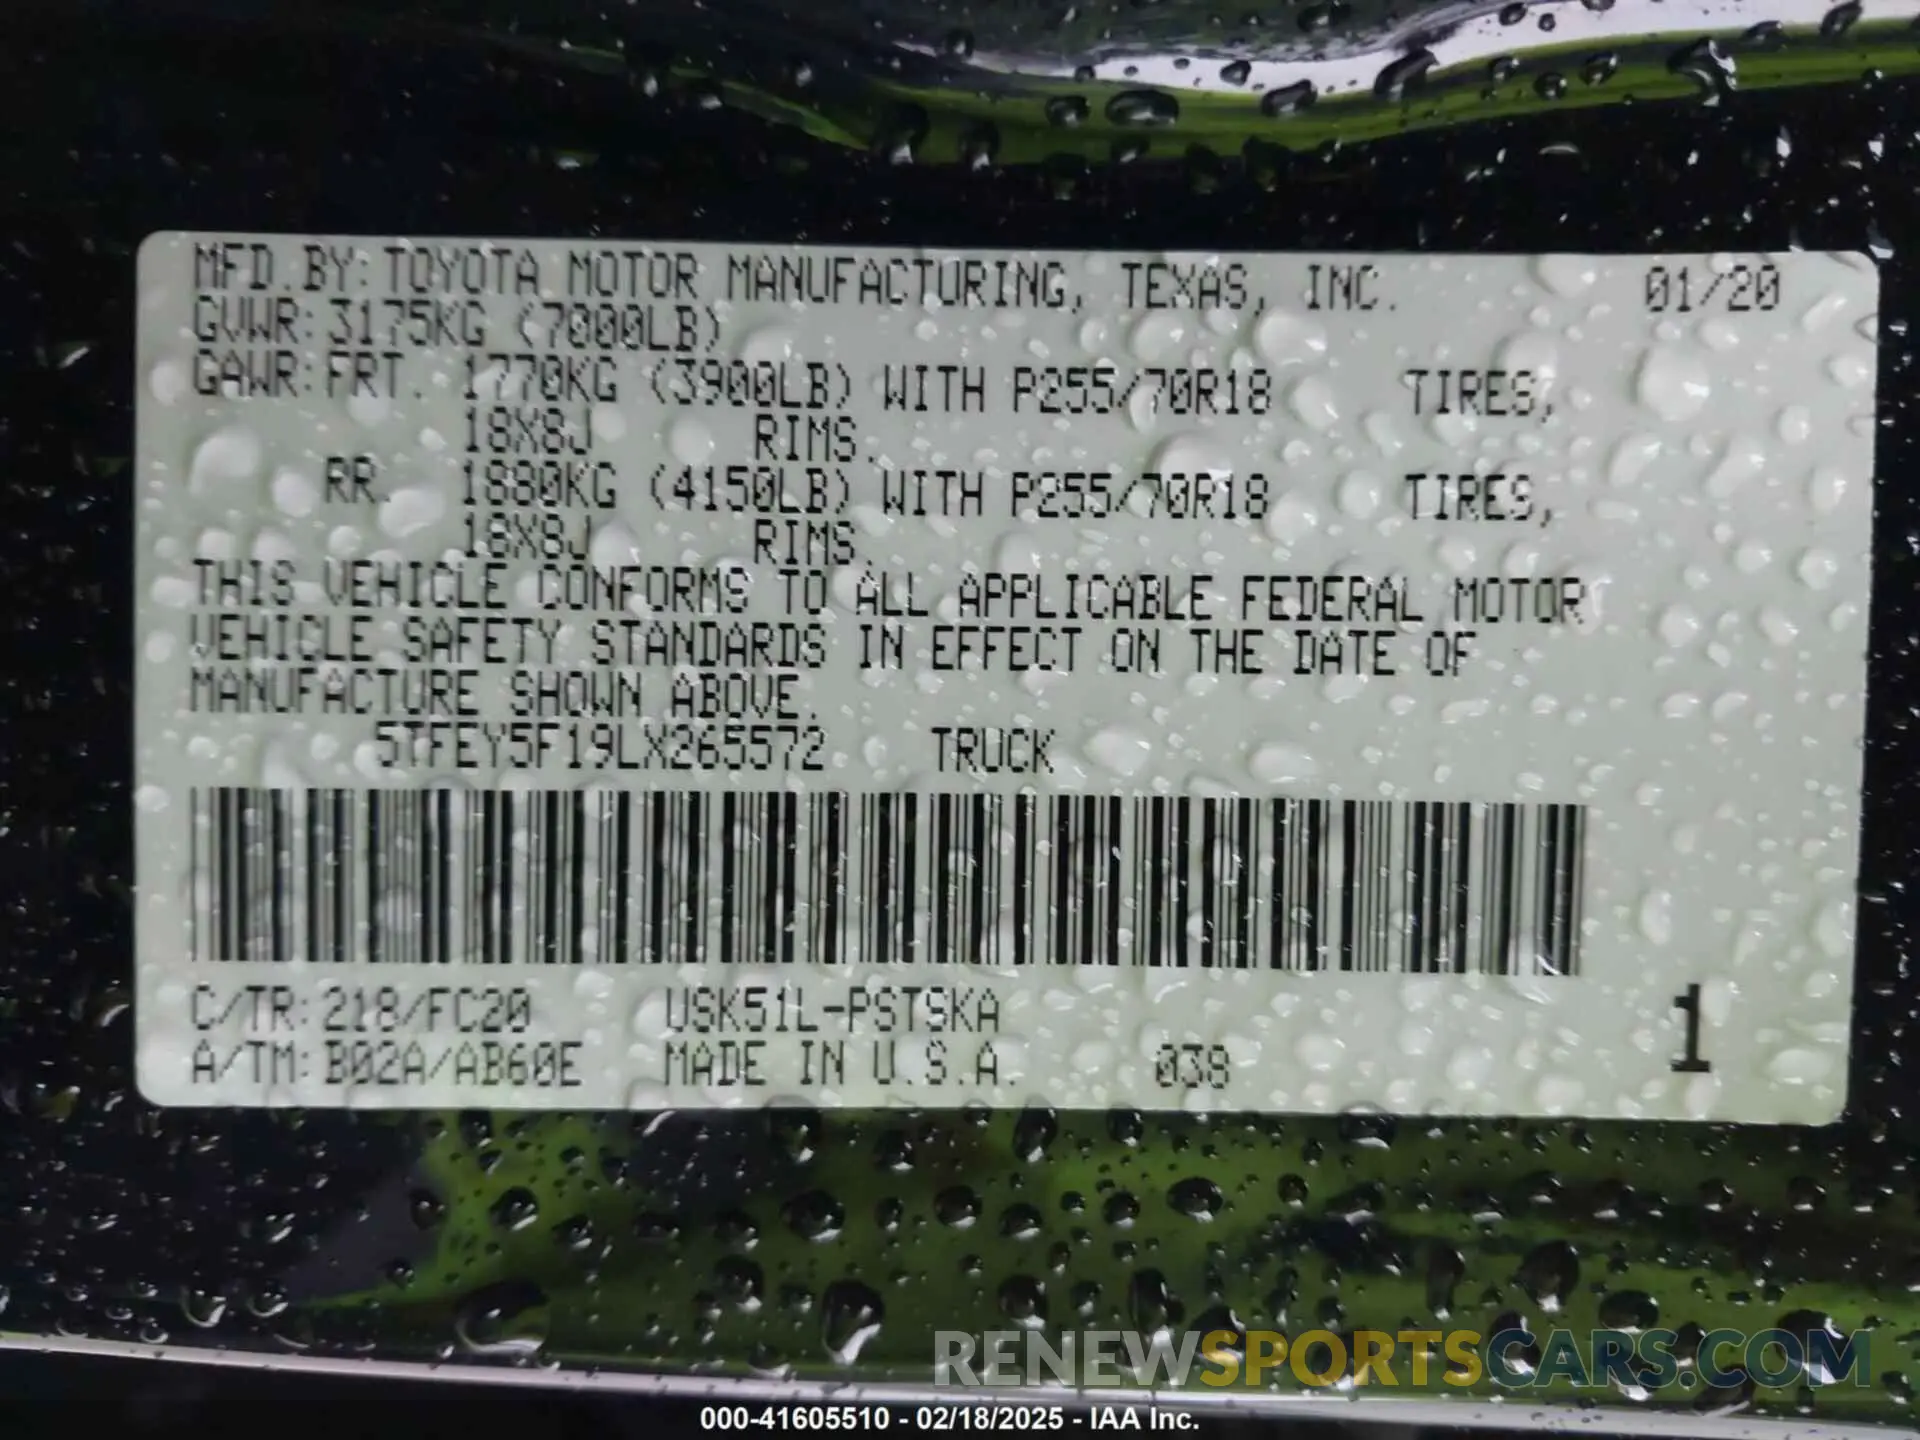 MFD.BY: TOYOTA MOTOR MANUFACTURING, TEXAS, INC. 01/20
GVWR: 3175KG (7000LB)
GAWR: FRT. 1770KG (3900LB) WITH P255/70R18 TIRES,
18X8J RIMS.
RR. 1880KG (4150LB) WITH P255/70R18 TIRES,
18X8J RIMS.
THIS VEHICLE CONFORMS TO ALL APPLICABLE FEDERAL MOTOR
VEHICLE SAFETY STANDARDS IN EFFECT ON THE DATE OF
MANUFACTURE SHOWN ABOVE.
5TFEY5F19LX265572 TRUCK
C/TR: 218/FC20 USK51L-PSTSKA
A/TM: B02A/AB60E MADE IN U.S.A. 038 1
RENEWSPORTSCARS.COM
000-41605510 - 02/18/2025 - IAA Inc.